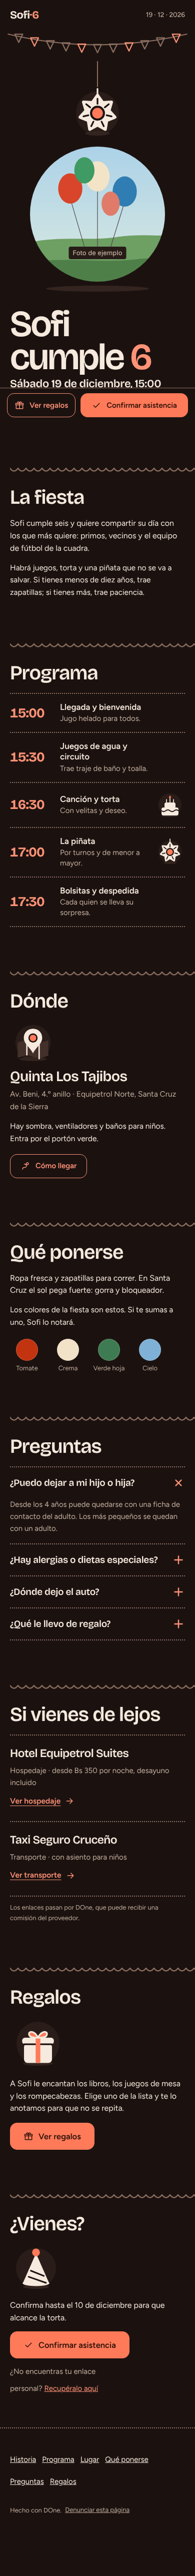 Sofi·6
19 · 12 · 2026
Foto de ejemplo
Sofi
cumple 6
Sábado 19 de diciembre, 15:00
Ver regalos
Confirmar asistencia
La fiesta
Sofi cumple seis y quiere compartir su día con
los que más quiere: primos, vecinos y el equipo
de fútbol de la cuadra.
Habrá juegos, torta y una piñata que no se va a
salvar. Si tienes menos de diez años, trae
zapatillas; si tienes más, trae paciencia.
Programa
15:00
Llegada y bienvenida
Jugo helado para todos.
15:30
Juegos de agua y
circuito
Trae traje de baño y toalla.
16:30
Canción y torta
Con velitas y deseo.
17:00
La piñata
Por turnos y de menor a
mayor.
17:30
Bolsitas y despedida
Cada quien se lleva su
sorpresa.
Dónde
Quinta Los Tajibos
Av. Beni, 4.º anillo · Equipetrol Norte, Santa Cruz
de la Sierra
Hay sombra, ventiladores y baños para niños.
Entra por el portón verde.
Cómo llegar
Qué ponerse
Ropa fresca y zapatillas para correr. En Santa
Cruz el sol pega fuerte: gorra y bloqueador.
Los colores de la fiesta son estos. Si te sumas a
uno, Sofi lo notará.
Tomate
Crema
Verde hoja
Cielo
Preguntas
¿Puedo dejar a mi hijo o hija?
Desde los 4 años puede quedarse con una ficha de
contacto del adulto. Los más pequeños se quedan
con un adulto.
¿Hay alergias o dietas especiales?
¿Dónde dejo el auto?
¿Qué le llevo de regalo?
Si vienes de lejos
Hotel Equipetrol Suites
Hospedaje · desde Bs 350 por noche, desayuno
incluido
Ver hospedaje →
Taxi Seguro Cruceño
Transporte · con asiento para niños
Ver transporte →
Los enlaces pasan por DOne, que puede recibir una
comisión del proveedor.
Regalos
A Sofi le encantan los libros, los juegos de mesa
y los rompecabezas. Elige uno de la lista y te lo
anotamos para que no se repita.
Ver regalos
¿Vienes?
Confirma hasta el 10 de diciembre para que
alcance la torta.
Confirmar asistencia
¿No encuentras tu enlace
personal? Recupéralo aquí
Historia Programa Lugar Qué ponerse
Preguntas Regalos
Hecho con DOne. Denunciar esta página